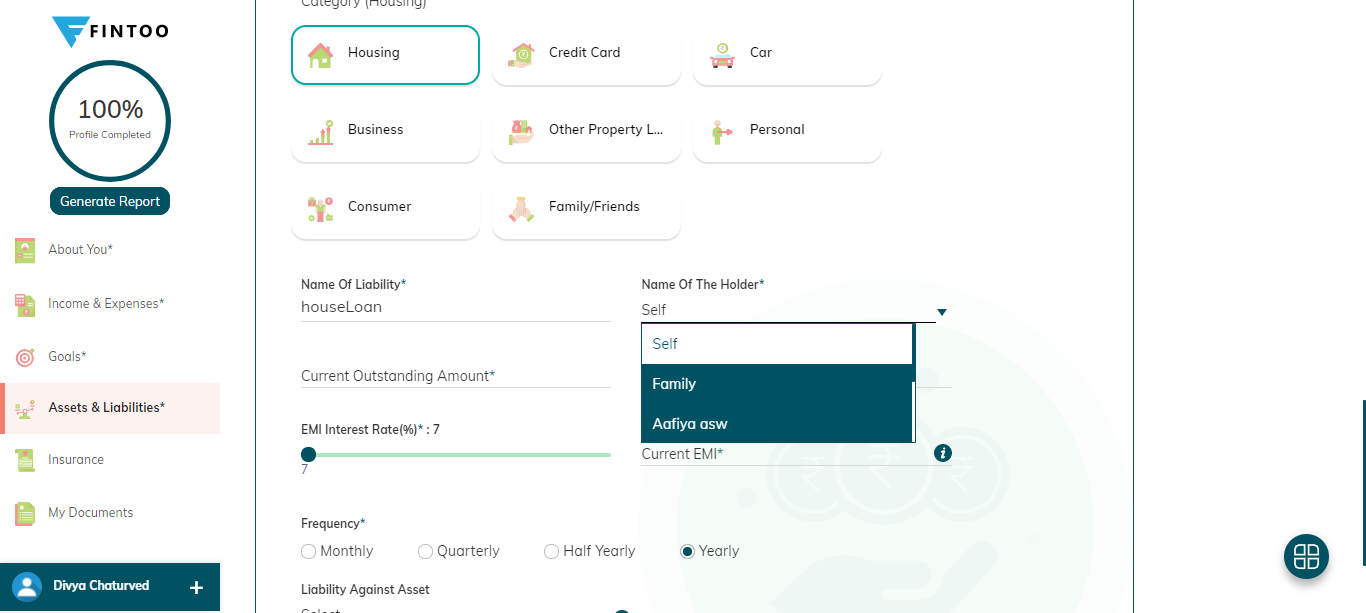 FINTOO
100%
Profile Completed
Generate Report
About You*
Income & Expenses*
Goals*
Assets & Liabilities*
Insurance
My Documents
Divya Chaturved
+
Category (Housing)
Housing
Credit Card
Car
Business
Other Property L...
Personal
Consumer
Family/Friends
Name Of Liability*
houseLoan
Name Of The Holder*
Self
Self
Family
Aafiya asw
Current Outstanding Amount*
EMI Interest Rate(%)* : 7
7
Current EMI*
i
Frequency*
Monthly
Quarterly
Half Yearly
Yearly
Liability Against Asset
Select